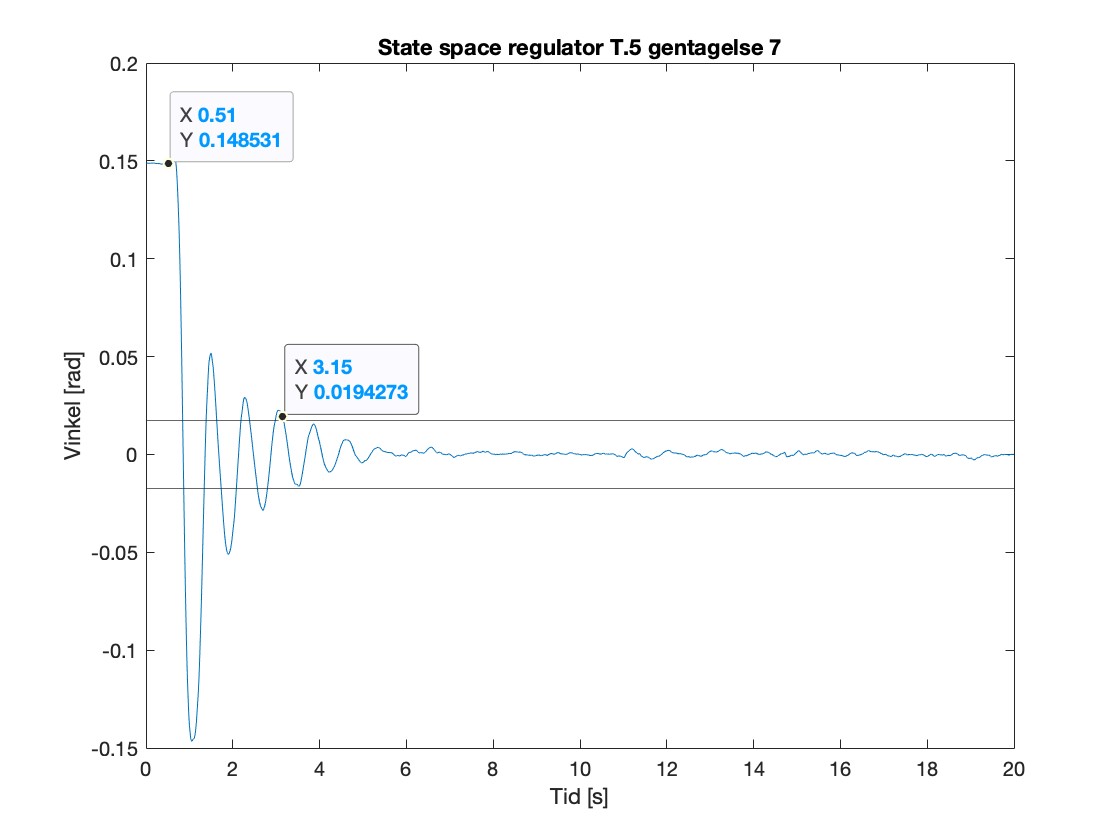 State space regulator T.5 gentagelse 7
0.2
X 0.51
Y 0.148531
0.15
0.1
Vinkel [rad]
0.05
X 3.15
Y 0.0194273
0
-0.05
-0.1
-0.15
0 2 4 6 8 10 12 14 16 18 20
Tid [s]